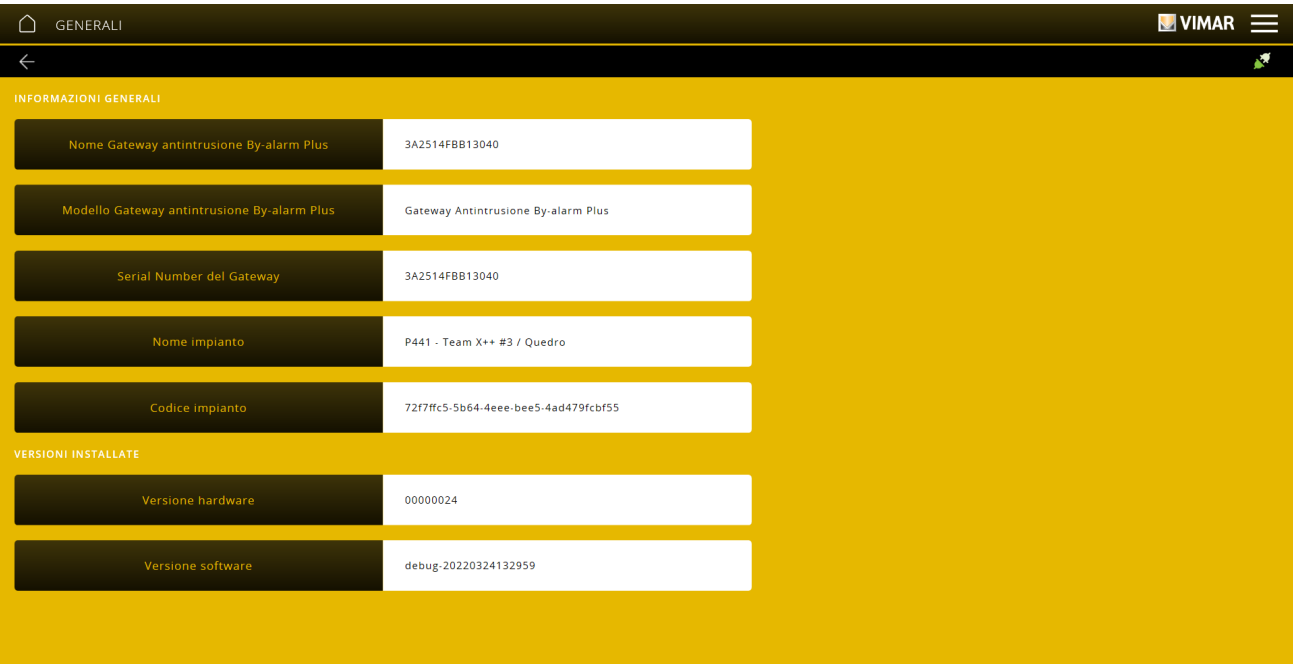 GENERALI
VIMAR
INFORMAZIONI GENERALI
Nome Gateway antintrusione By-alarm Plus
3A2514FBB13040
Modello Gateway antintrusione By-alarm Plus
Gateway Antintrusione By-alarm Plus
Serial Number del Gateway
3A2514FBB13040
Nome impianto
P441 - Team X++ #3 / Quedro
Codice impianto
72f7ffc5-5b64-4eee-bee5-4ad479fcbf55
VERSIONI INSTALLATE
Versione hardware
00000024
Versione software
debug-20220324132959